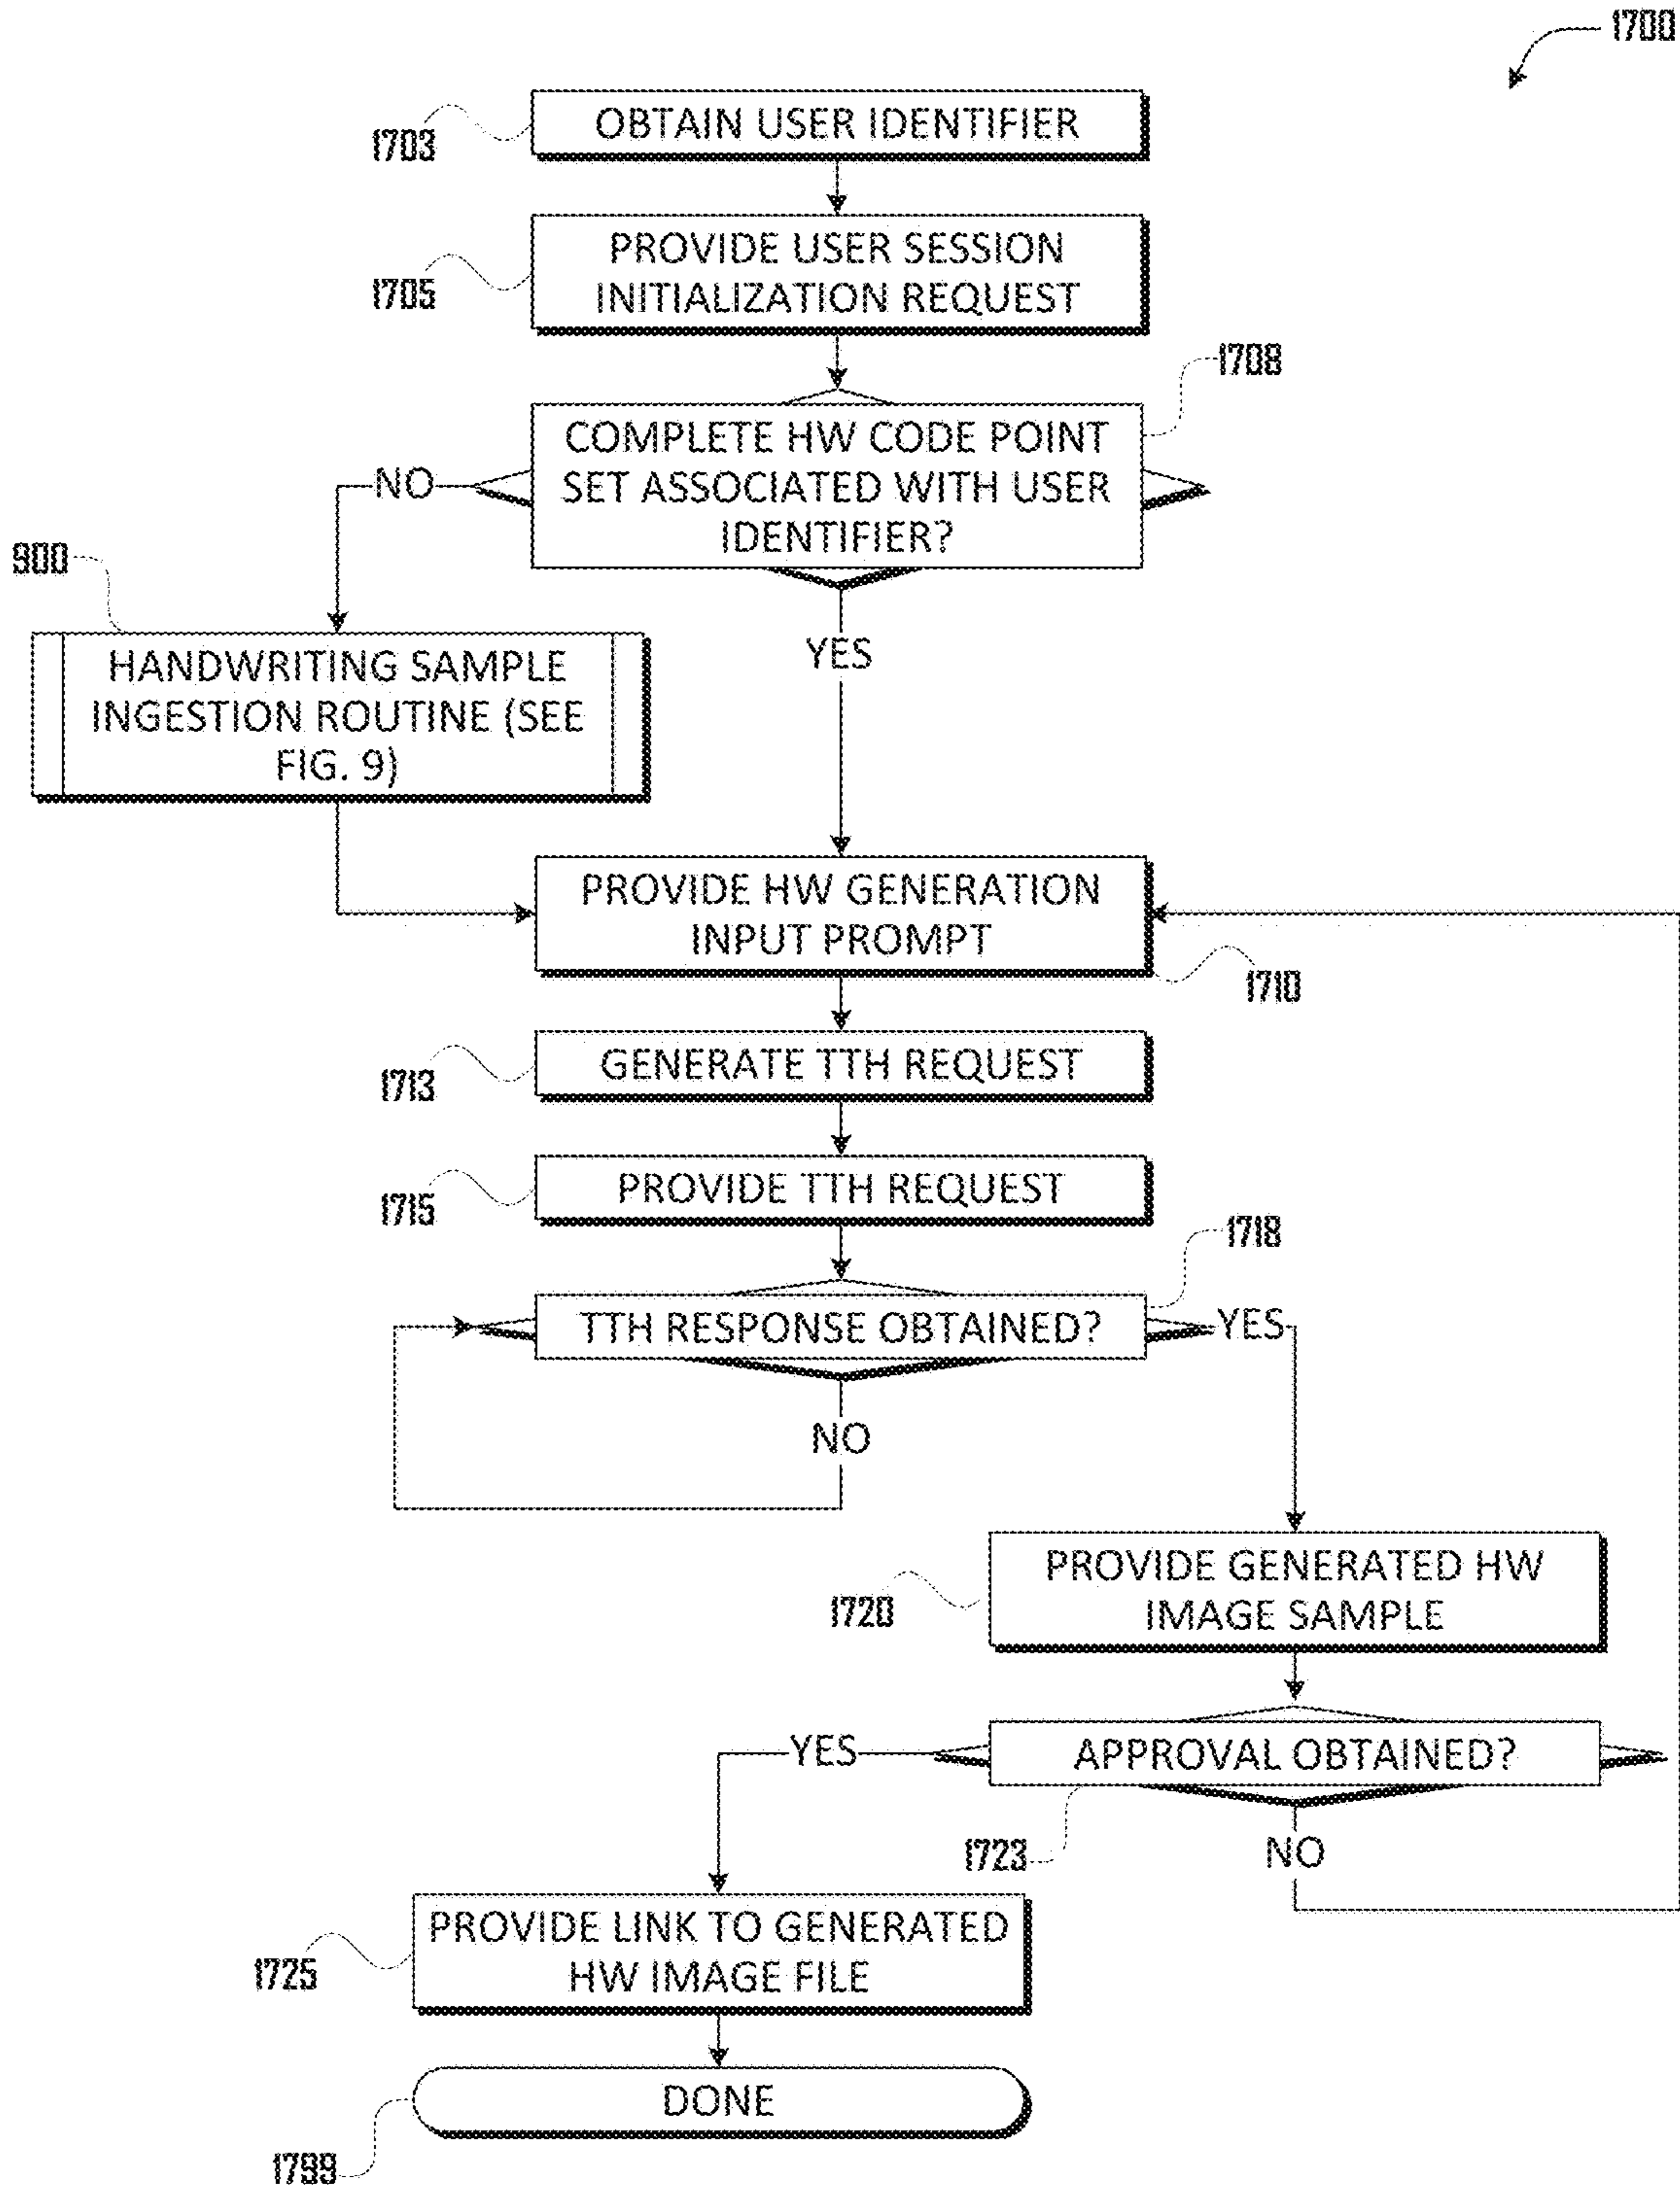 1700
1703
OBTAIN USER IDENTIFIER
1705
PROVIDE USER SESSION
INITIALIZATION REQUEST
1708
COMPLETE HW CODE POINT
SET ASSOCIATED WITH USER
IDENTIFIER?
NO
YES
900
HANDWRITING SAMPLE
INGESTION ROUTINE (SEE
FIG. 9)
PROVIDE HW GENERATION
INPUT PROMPT
1710
1713
GENERATE TTH REQUEST
1715
PROVIDE TTH REQUEST
1718
TTH RESPONSE OBTAINED?
YES
NO
1720
PROVIDE GENERATED HW
IMAGE SAMPLE
YES
APPROVAL OBTAINED?
1723
NO
1725
PROVIDE LINK TO GENERATED
HW IMAGE FILE
DONE
1799